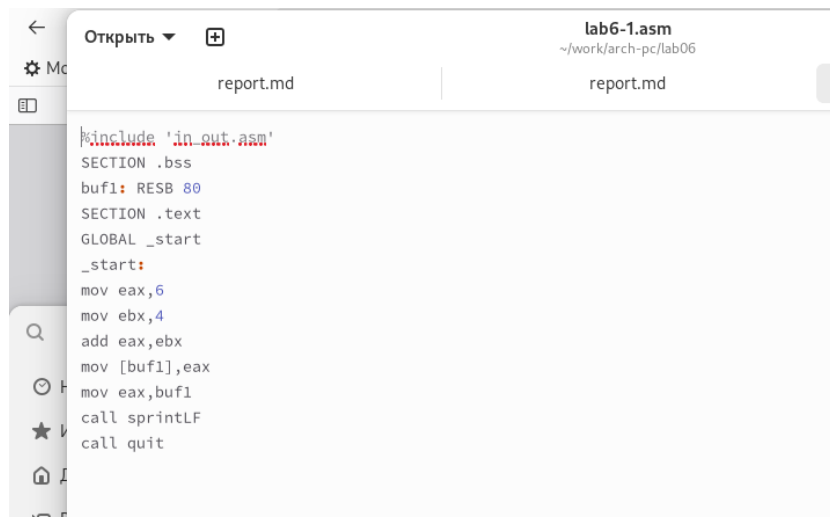 Открыть
lab6-1.asm
~/work/arch-pc/lab06
report.md
report.md
%include 'in_out.asm'
SECTION .bss
buf1: RESB 80
SECTION .text
GLOBAL _start
_start:
mov eax,6
mov ebx,4
add eax,ebx
mov [buf1],eax
mov eax,buf1
call sprintLF
call quit